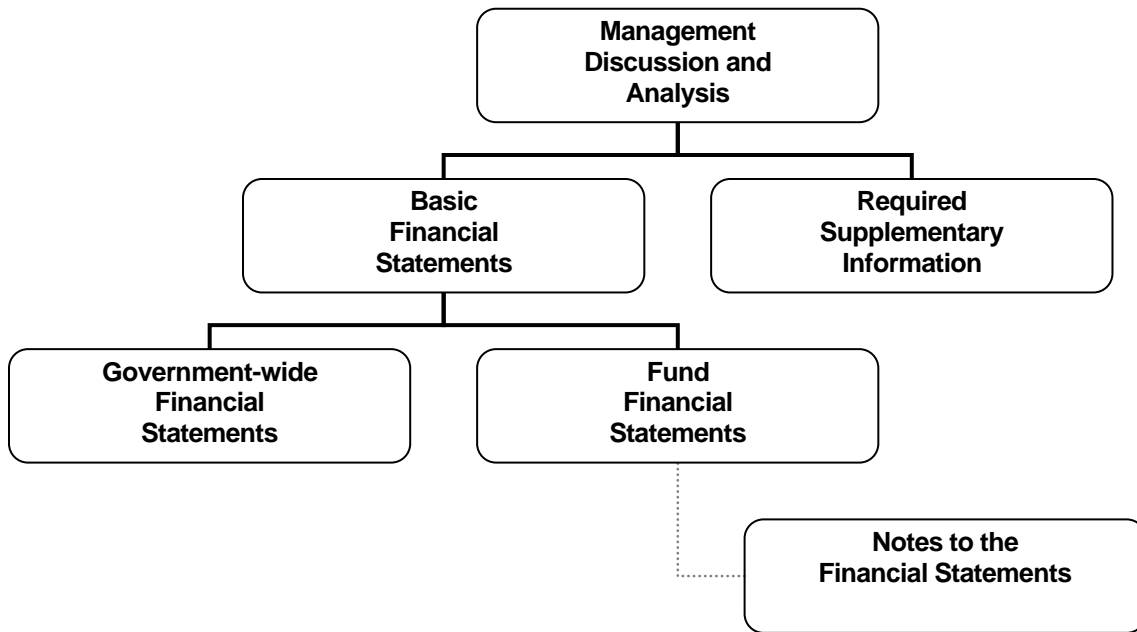 Management
Discussion and
Analysis
Basic
Financial
Statements
Required
Supplementary
Information
Government-wide
Financial
Statements
Fund
Financial
Statements
Notes to the
Financial Statements